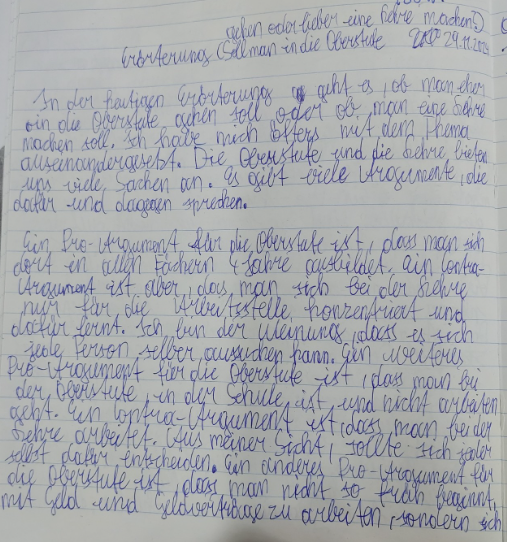 gehen oder lieber eine Lehre machen?)
Erörterung (Soll man in die Oberstufe 29.11.
In der heutigen Erörterung geht es, ob man eher
in die Oberstufe gehen soll oder ob man eine Lehre
machen soll. Ich habe mich öfters mit dem Thema
auseinandergesetzt. Die Oberstufe und die Lehre bieten
uns viele Sachen an. Es gibt viele Argumente, die
dafür und dagegen sprechen.
Ein Pro-Argument für die Oberstufe ist, dass man sich
dort in allen Fächern 4 Jahre ausbildet. Ein Contra-
Argument ist aber, das man sich bei der Lehre
nur für die Arbeitsstelle konzentriert und
dafür lernt. Ich bin der Meinung, dass es sich
jede Person selber aussuchen kann. Ein weiteres
Pro-Argument für die Oberstufe ist, dass man bei
der Oberstufe in der Schule ist und nicht arbeiten
geht. Ein Contra-Argument ist, dass man bei der
Lehre arbeitet. Aus meiner Sicht, sollte sich jeder
selbst dafür entscheiden. Ein anderes Pro-Argument für
die Oberstufe ist, dass man nicht so früh beginnt,
mit Geld und Geldverträge zu arbeiten, sondern sich